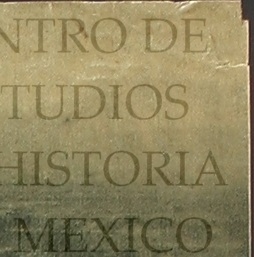 NTRO DE
TUDIOS
HISTORIA
MEXICO